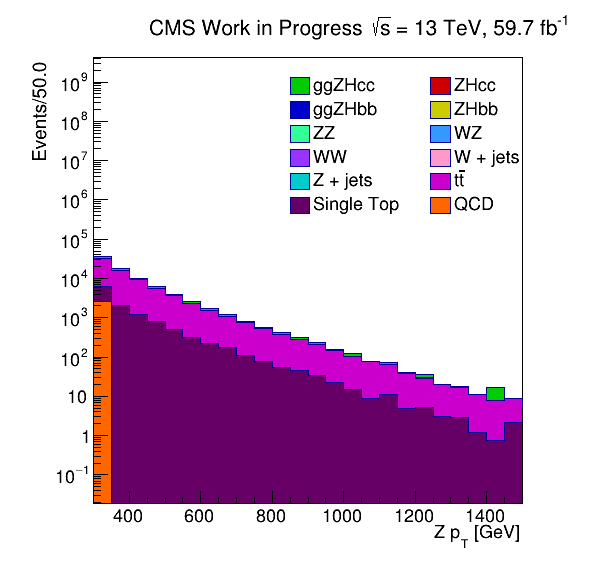 CMS Work in Progress √s = 13 TeV, 59.7 fb⁻¹
Events/50.0
10⁹
10⁸
10⁷
10⁶
10⁵
10⁴
10³
10²
10
1
10⁻¹
ggZHcc ZHcc
ggZHbb ZHbb
ZZ WZ
WW W + jets
Z + jets tt̄
Single Top QCD
400 600 800 1000 1200 1400
Z p_T [GeV]